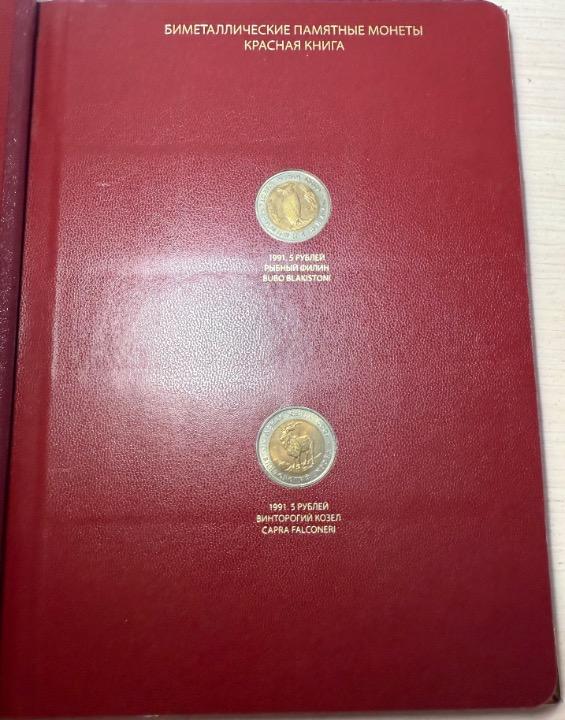 БИМЕТАЛЛИЧЕСКИЕ ПАМЯТНЫЕ МОНЕТЫ
КРАСНАЯ КНИГА
1991. 5 РУБЛЕЙ
РЫБНЫЙ ФИЛИН
BUBO BLAKISTONI
1991. 5 РУБЛЕЙ
ВИНТОРОГИЙ КОЗЕЛ
CAPRA FALCONERI